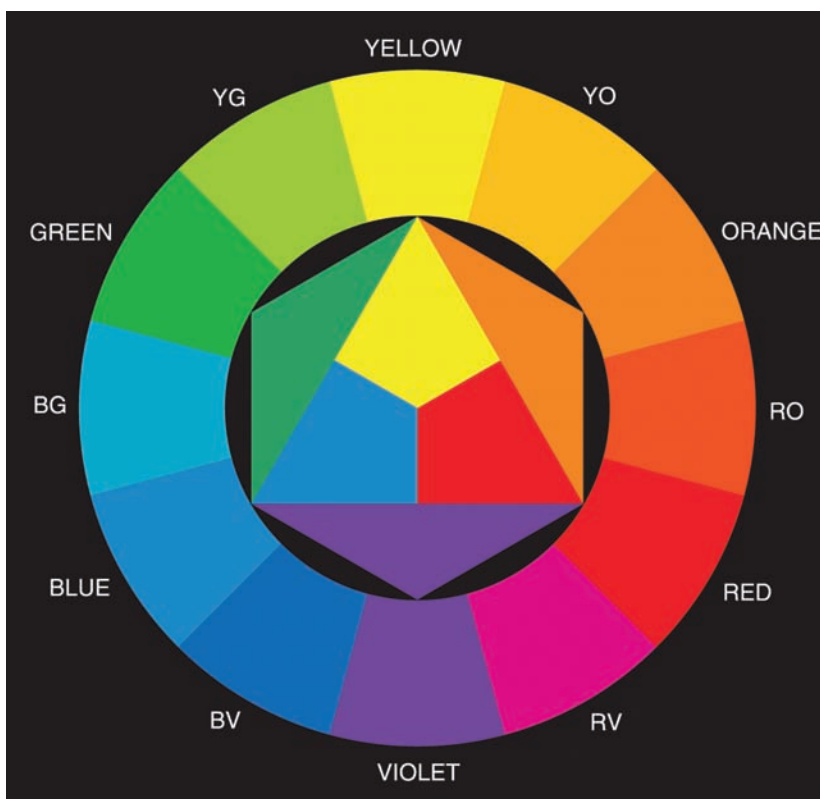 YELLOW
YG
YO
GREEN
ORANGE
BG
RO
BLUE
RED
BV
RV
VIOLET